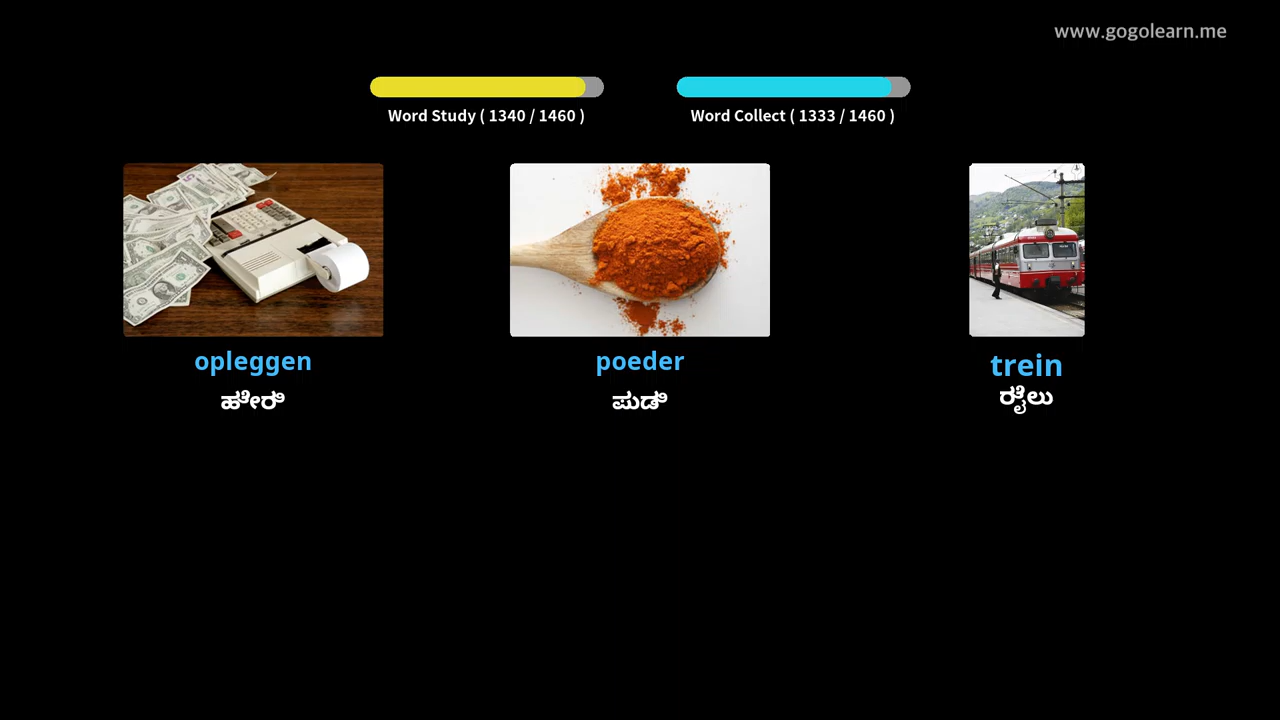 www.gogolearn.me
Word Study ( 1340 / 1460 )
Word Collect ( 1333 / 1460 )
opleggen
poeder
trein
ಹೇರಿ
ಪುಡಿ
ರೈಲು